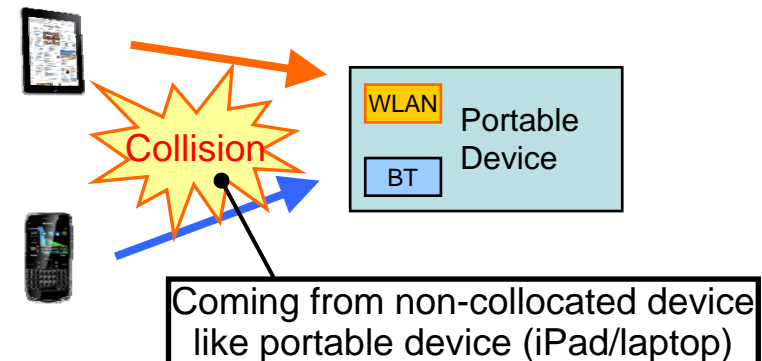 WLAN
Portable
Device
BT
Collision
Coming from non-collocated device
like portable device (iPad/laptop)